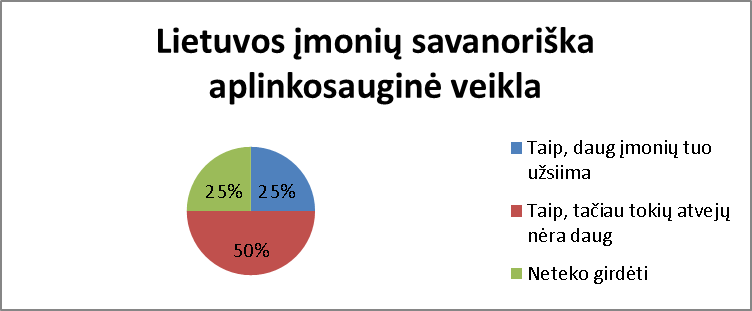 Lietuvos įmonių savanoriška
aplinkosauginė veikla
25%
25%
50%
Taip, daug įmonių tuo
užsiima
Taip, tačiau tokių atvejų
nėra daug
Neteko girdėti